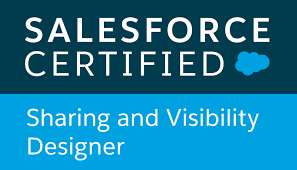 SALESFORCE
CERTIFIED
Sharing and Visibility
Designer